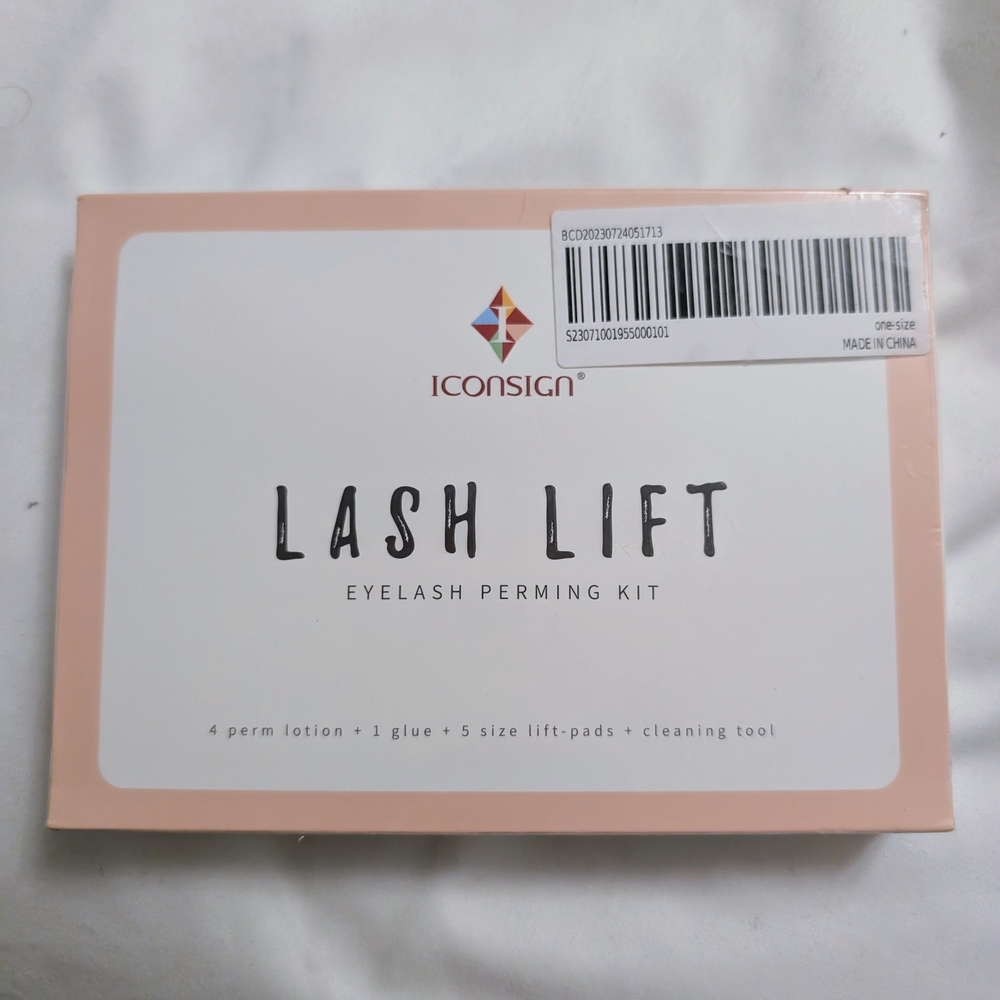 BCD20230724051713
S23071001955000101
one-size
MADE IN CHINA
I
ICONSIGN®
LASH LIFT
EYELASH PERMING KIT
4 perm lotion + 1 glue + 5 size lift-pads + cleaning tool